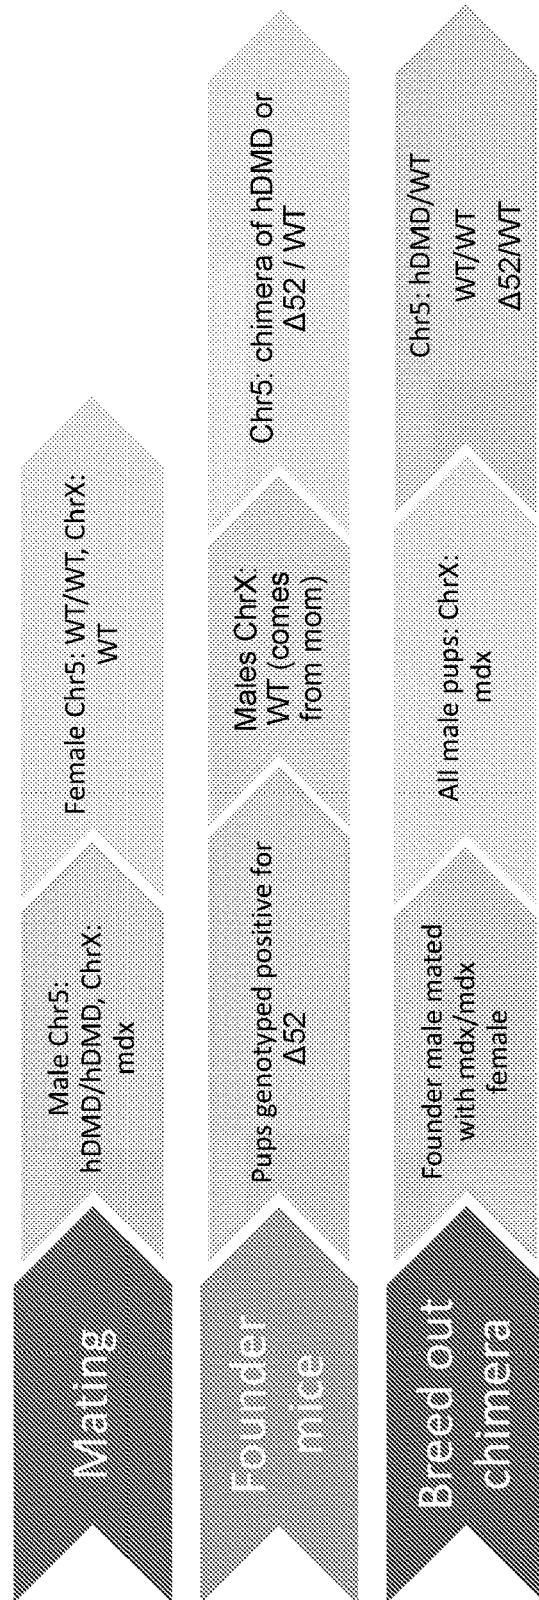 Mating
Male Chr5:
hDMD/hDMD, ChrX:
mdx
Female Chr5: WT/WT, ChrX:
WT
Founder
mice
Pups genotyped positive for
Δ52
Males ChrX:
WT (comes
from mom)
Chr5: chimera of hDMD or
Δ52 / WT
Breed out
chimera
Founder male mated
with mdx/mdx
female
All male pups: ChrX:
mdx
Chr5: hDMD/WT
WT/WT
Δ52/WT